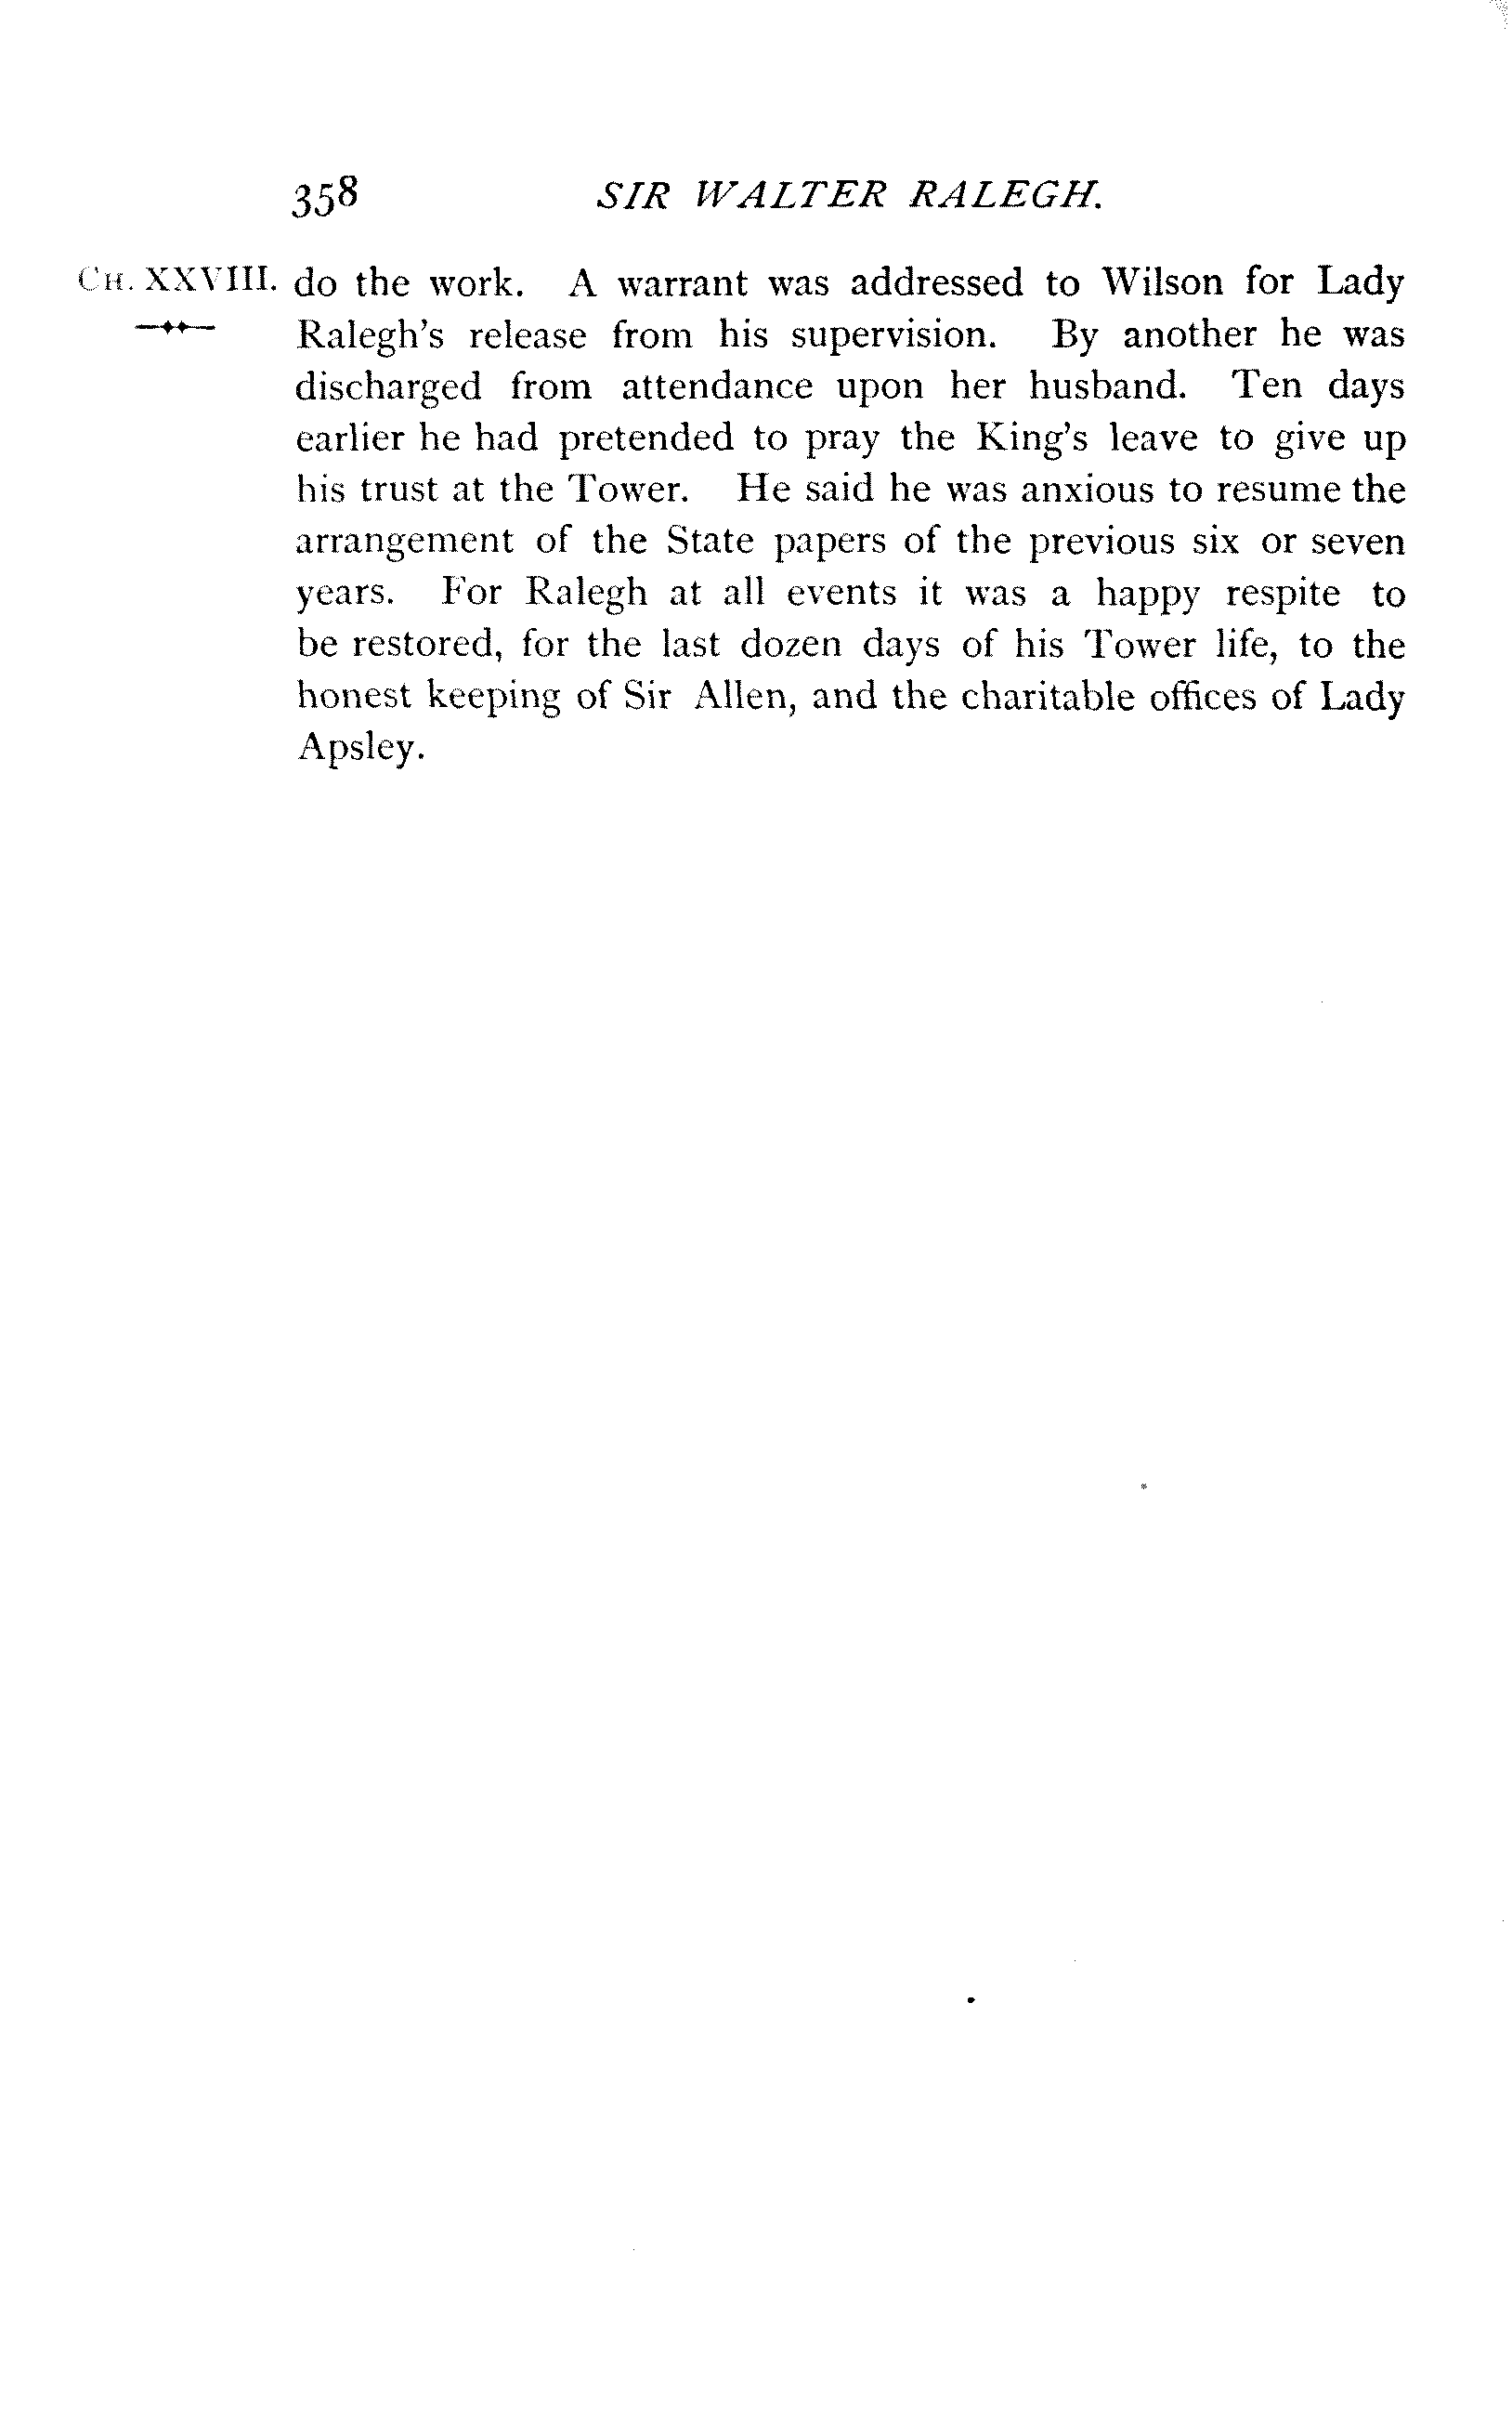 358 SIR WALTER RALEGH.
CH. XXVIII. do the work. A warrant was addressed to Wilson for Lady
Ralegh's release from his supervision. By another he was
discharged from attendance upon her husband. Ten days
earlier he had pretended to pray the King's leave to give up
his trust at the Tower. He said he was anxious to resume the
arrangement of the State papers of the previous six or seven
years. For Ralegh at all events it was a happy respite to
be restored, for the last dozen days of his Tower life, to the
honest keeping of Sir Allen, and the charitable offices of Lady
Apsley.